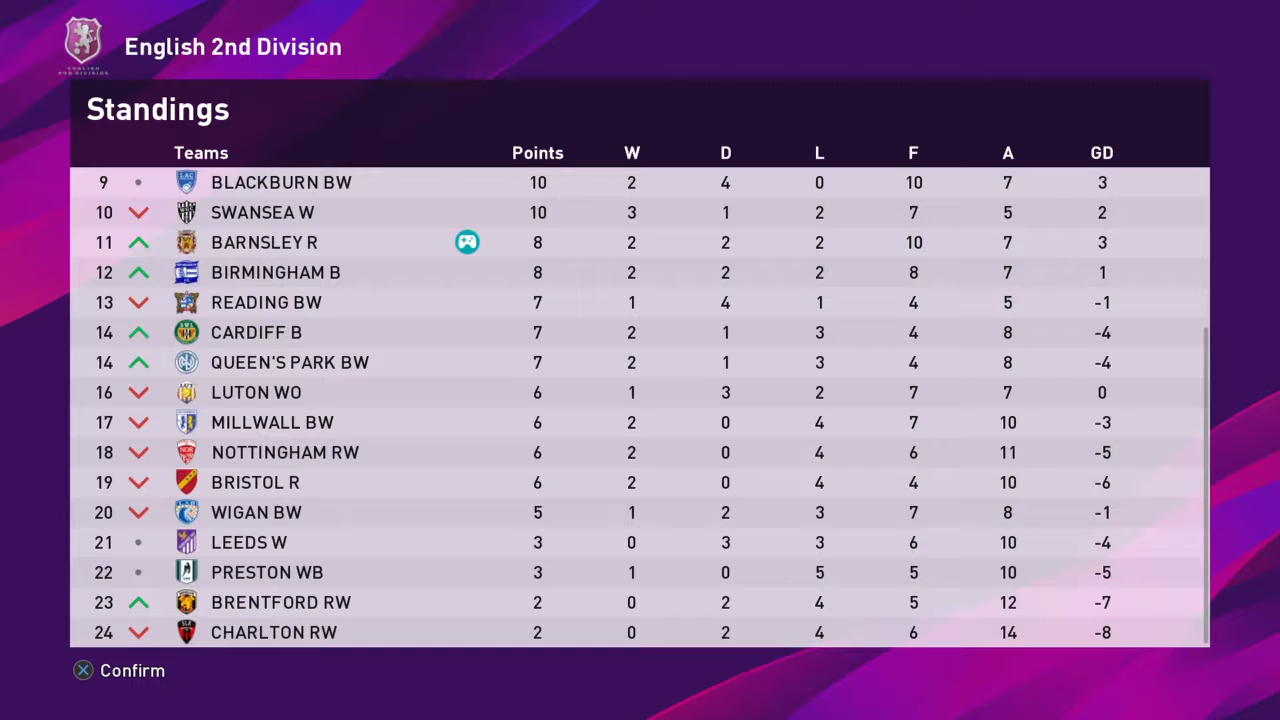 English 2nd Division
Standings
Teams Points W D L F A GD
9 BLACKBURN BW 10 2 4 0 10 7 3
10 SWANSEA W 10 3 1 2 7 5 2
11 BARNSLEY R 8 2 2 2 10 7 3
12 BIRMINGHAM B 8 2 2 2 8 7 1
13 READING BW 7 1 4 1 4 5 -1
14 CARDIFF B 7 2 1 3 4 8 -4
14 QUEEN'S PARK BW 7 2 1 3 4 8 -4
16 LUTON WO 6 1 3 2 7 7 0
17 MILLWALL BW 6 2 0 4 7 10 -3
18 NOTTINGHAM RW 6 2 0 4 6 11 -5
19 BRISTOL R 6 2 0 4 4 10 -6
20 WIGAN BW 5 1 2 3 7 8 -1
21 LEEDS W 3 0 3 3 6 10 -4
22 PRESTON WB 3 1 0 5 5 10 -5
23 BRENTFORD RW 2 0 2 4 5 12 -7
24 CHARLTON RW 2 0 2 4 6 14 -8
Confirm